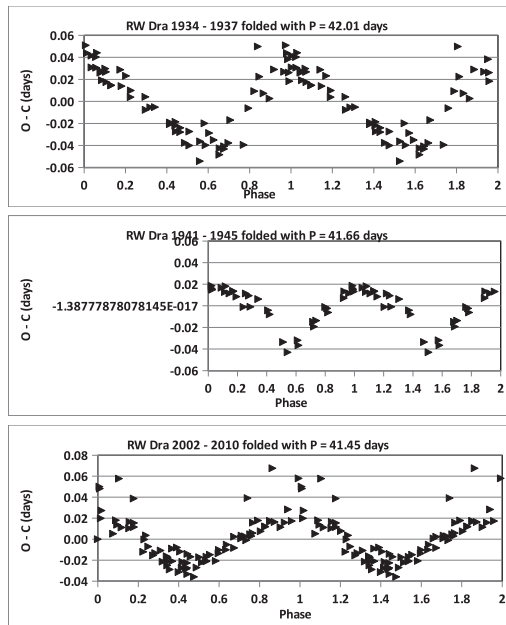 RW Dra 1934 - 1937 folded with P = 42.01 days
O - C (days)
0.06
0.04
0.02
0.00
-0.02
-0.04
-0.06
0 0.2 0.4 0.6 0.8 1 1.2 1.4 1.6 1.8 2
Phase
RW Dra 1941 - 1945 folded with P = 41.66 days
O - C (days)
0.06
0.04
0.02
-1.38777878078145E-017
-0.02
-0.04
-0.06
0 0.2 0.4 0.6 0.8 1 1.2 1.4 1.6 1.8 2
Phase
RW Dra 2002 - 2010 folded with P = 41.45 days
O - C (days)
0.08
0.06
0.04
0.02
0.00
-0.02
-0.04
0 0.2 0.4 0.6 0.8 1 1.2 1.4 1.6 1.8 2
Phase